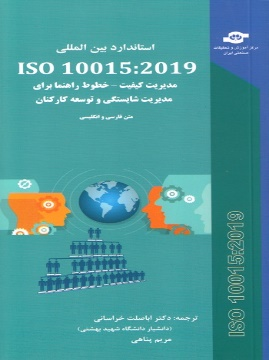 استاندارد بین المللی
ISO 10015:2019
مدیریت کیفیت – خطوط راهنما برای
مدیریت شایستگی و توسعه کارکنان
متن فارسی و انگلیسی
مرکز آموزش و تحقیقات
صنعتی ایران
ترجمه: دکتر اباصلت خراسانی
(دانشیار دانشگاه شهید بهشتی)
مریم پناهی
ISO 10015:2019